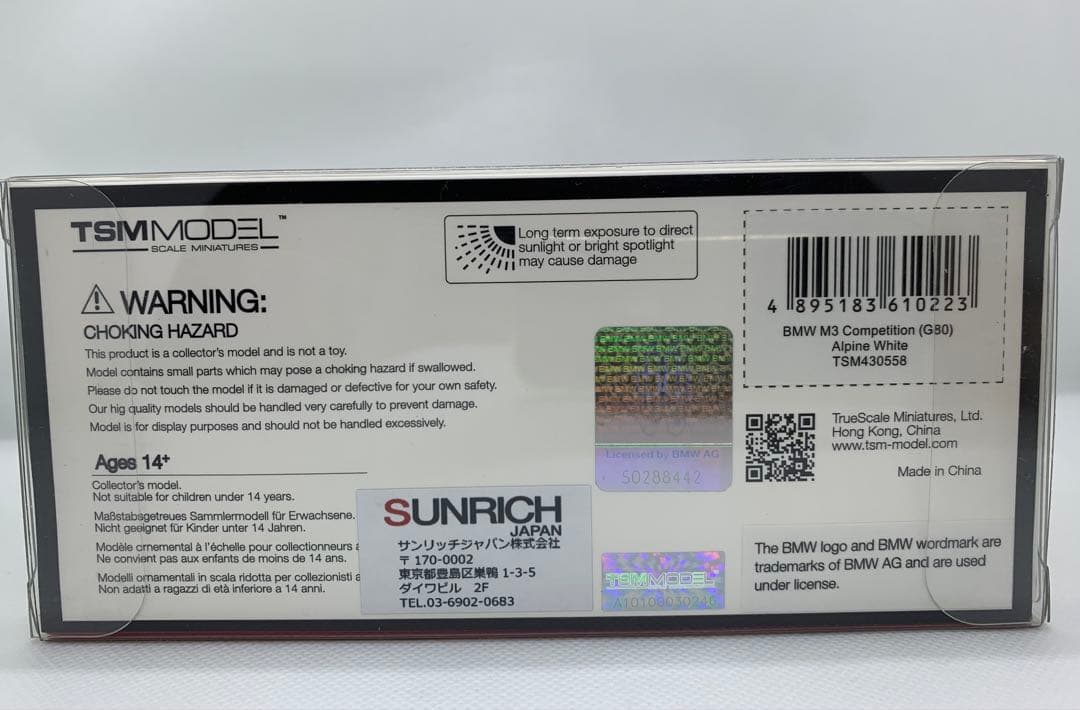 TSMMODEL™
SCALE MINIATURES
Long term exposure to direct
sunlight or bright spotlight
may cause damage
4 895183 610223
BMW M3 Competition (G80)
Alpine White
TSM430558
WARNING:
CHOKING HAZARD
This product is a collector's model and is not a toy.
Model contains small parts which may pose a choking hazard if swallowed.
Please do not touch the model if it is damaged or defective for your own safety.
Our hig quality models should be handled very carefully to prevent damage.
Model is for display purposes and should not be handled excessively.
Ages 14+
Collector's model.
Not suitable for children under 14 years.
Maßstabsgetreues Sammlermodell für Erwachsene.
Nicht geeignet für Kinder unter 14 Jahren.
Modèle ornemental à l'échelle pour collectionneurs
Ne convient pas aux enfants de moins de 14 ans.
Modelli ornamentali in scala ridotta per collezionisti
Non adatti a ragazzi di età inferiore a 14 anni.
SUNRICH
JAPAN
サンリッチジャパン株式会社
〒170-0002
東京都豊島区巣鴨 1-3-5
ダイワビル 2F
TEL.03-6902-0683
Licensed by BMW AG
S0288442
TSMMODEL
TrueScale Miniatures, Ltd.
Hong Kong, China
www.tsm-model.com
Made in China
The BMW logo and BMW wordmark are
trademarks of BMW AG and are used
under license.